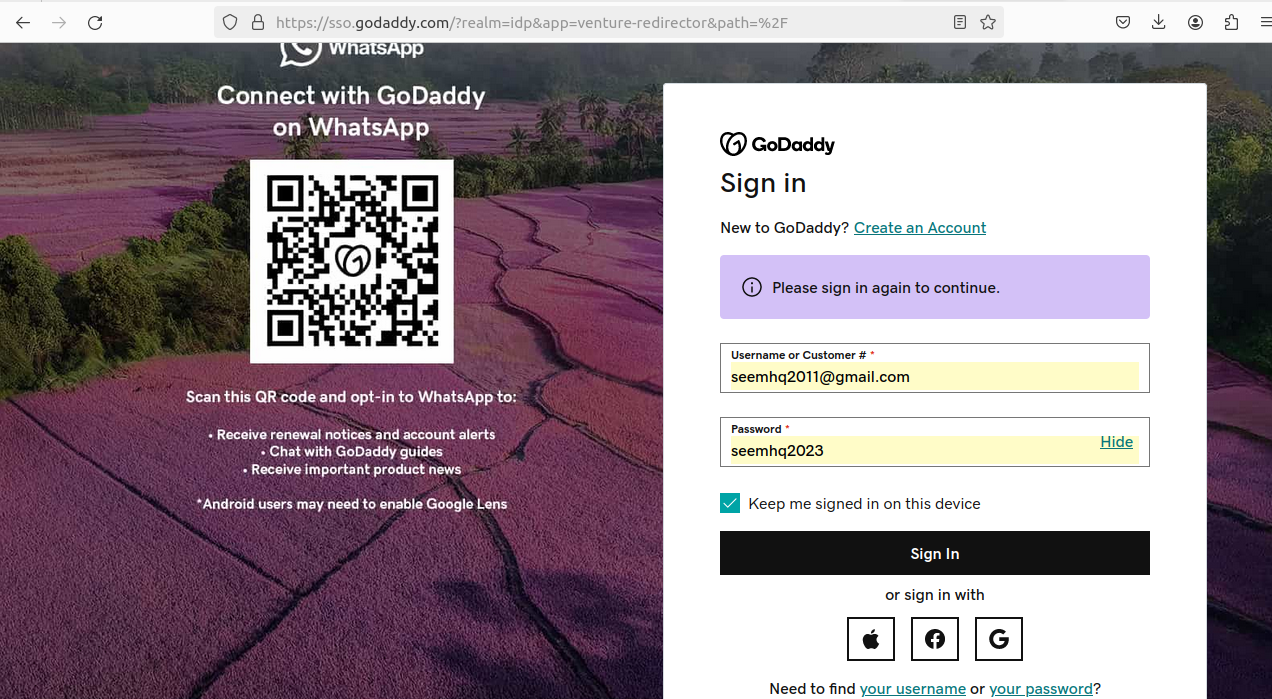 https://sso.godaddy.com/?realm=idp&app=venture-redirector&path=%2F
WhatsApp
Connect with GoDaddy
on WhatsApp
Scan this QR code and opt-in to WhatsApp to:
• Receive renewal notices and account alerts
• Chat with GoDaddy guides
• Receive important product news
*Android users may need to enable Google Lens
GoDaddy
Sign in
New to GoDaddy? Create an Account
Please sign in again to continue.
Username or Customer # *
seemhq2011@gmail.com
Password *
seemhq2023
Hide
Keep me signed in on this device
Sign In
or sign in with
Need to find your username or your password?